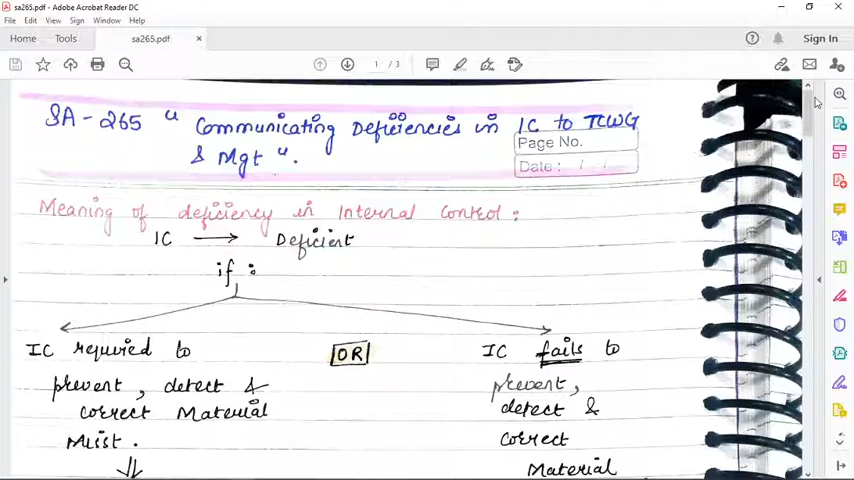 sa265.pdf - Adobe Acrobat Reader DC
File Edit View Sign Window Help
Home Tools sa265.pdf × Sign In
1 / 3
SA - 265 " Communicating Deficiencies in IC to TCWG
& Mgt ".
Page No.
Date : / /
Meaning of deficiency in Internal Control :
IC → Deficient
if :
IC required to
prevent, detect &
correct Material
Misst.
OR
IC fails to
prevent,
detect &
correct
Material